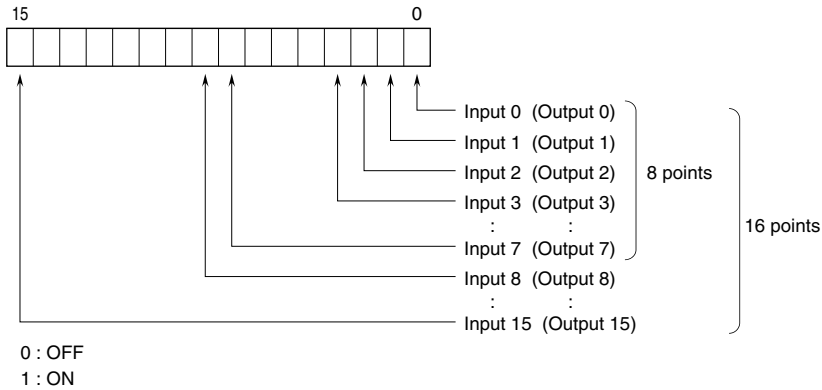 15 0
Input 0 (Output 0)
Input 1 (Output 1)
Input 2 (Output 2)
8 points
Input 3 (Output 3)
: :
16 points
Input 7 (Output 7)
Input 8 (Output 8)
: :
Input 15 (Output 15)
0 : OFF
1 : ON